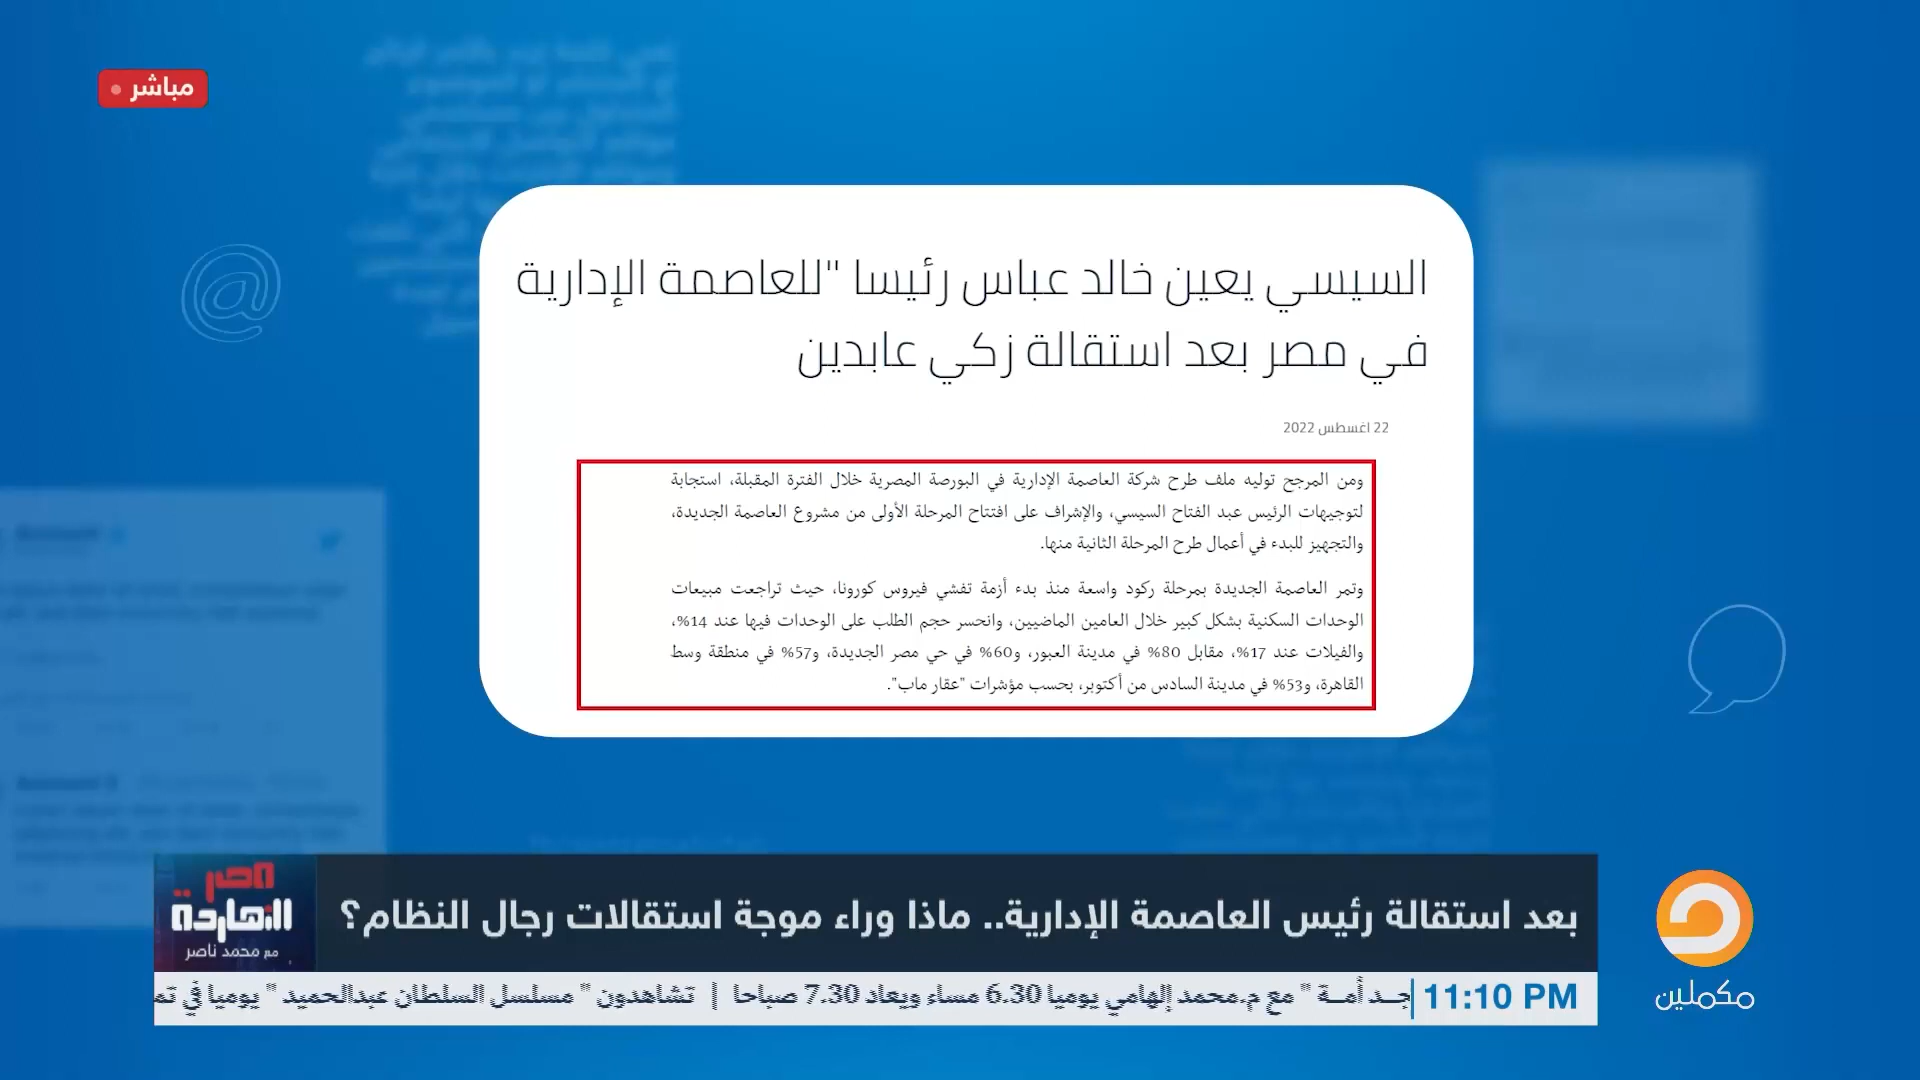 مباشر
السيسي يعين خالد عباس رئيسا "للعاصمة الإدارية
في مصر بعد استقالة زكي عابدين
22 اغسطس 2022
ومن المرجح توليه ملف طرح شركة العاصمة الإدارية في البورصة المصرية خلال الفترة المقبلة، استجابة
لتوجيهات الرئيس عبد الفتاح السيسي، والإشراف على افتتاح المرحلة الأولى من مشروع العاصمة الجديدة،
والتجهيز للبدء في أعمال طرح المرحلة الثانية منها.
وتمر العاصمة الجديدة بمرحلة ركود واسعة منذ بدء أزمة تفشي فيروس كورونا، حيث تراجعت مبيعات
الوحدات السكنية بشكل كبير خلال العامين الماضيين، وانحسر حجم الطلب على الوحدات فيها عند 14%،
والفيلات عند 17%، مقابل 80% في مدينة العبور، و60% في حي مصر الجديدة، و57% في منطقة وسط
القاهرة، و53% في مدينة السادس من أكتوبر، بحسب مؤشرات "عقار ماب".
بعد استقالة رئيس العاصمة الإدارية.. ماذا وراء موجة استقالات رجال النظام؟
مصر
النهاردة
مع محمد ناصر
11:10 PM
جد أمة " مع م.محمد إلهامي يوميا 6.30 مساء ويعاد 7.30 صباحا | تشاهدون " مسلسل السلطان عبدالحميد " يوميا في
مكملين